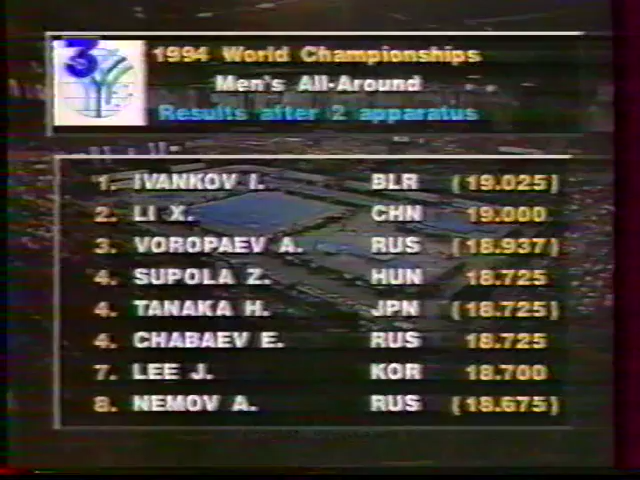 3
1994 World Championships
Men's All-Around
Results after 2 apparatus
1. IVANKOV I. BLR (19.025)
2. LI X. CHN 19.000
3. VOROPAEV A. RUS (18.937)
4. SUPOLA Z. HUN 18.725
4. TANAKA H. JPN (18.725)
4. CHABAEV E. RUS 18.725
7. LEE J. KOR 18.700
8. NEMOV A. RUS (18.675)